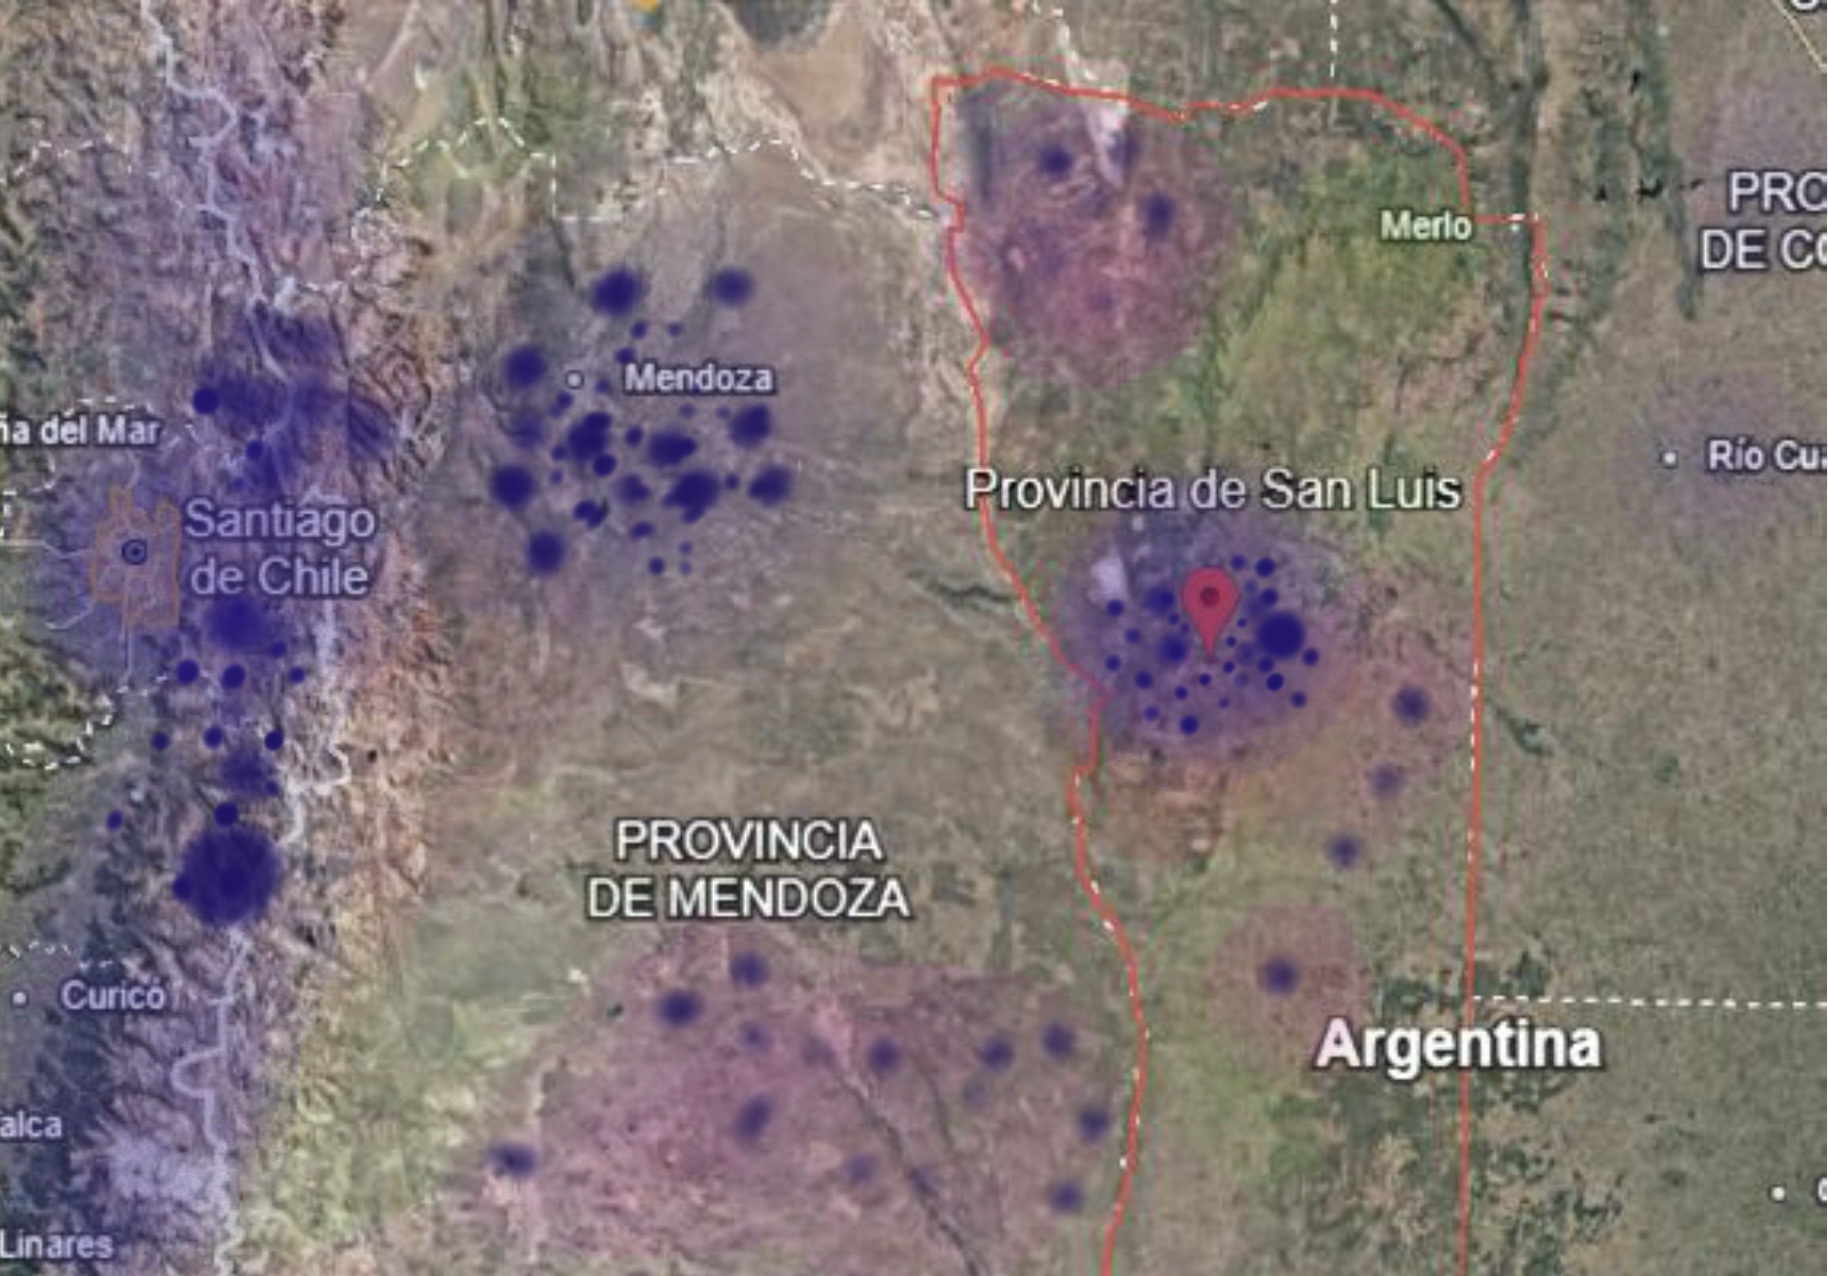 PRO
DE CO
Merlo
Mendoza
ña del Mar
Río Cua
Provincia de San Luis
Santiago
de Chile
PROVINCIA
DE MENDOZA
Curicó
Argentina
alca
Linares